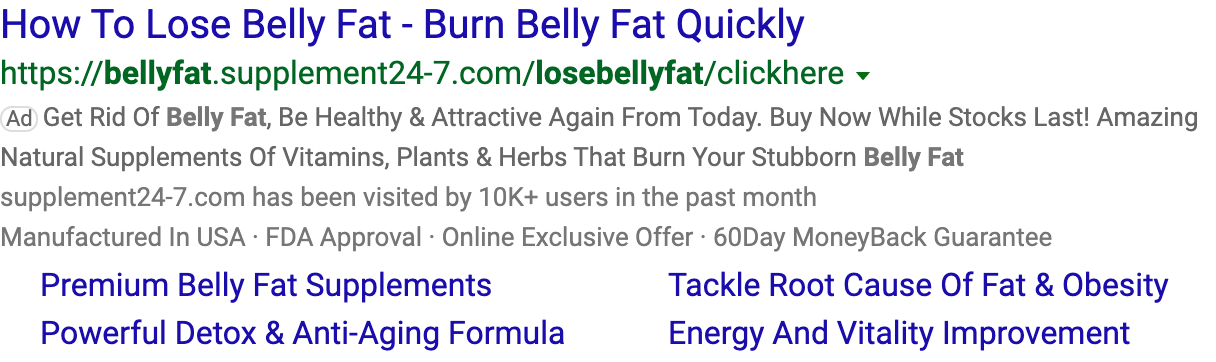 How To Lose Belly Fat - Burn Belly Fat Quickly
https://bellyfat.supplement24-7.com/losebellyfat/clickhere
Ad Get Rid Of Belly Fat, Be Healthy & Attractive Again From Today. Buy Now While Stocks Last! Amazing
Natural Supplements Of Vitamins, Plants & Herbs That Burn Your Stubborn Belly Fat
supplement24-7.com has been visited by 10K+ users in the past month
Manufactured In USA · FDA Approval · Online Exclusive Offer · 60Day MoneyBack Guarantee
Premium Belly Fat Supplements Tackle Root Cause Of Fat & Obesity
Powerful Detox & Anti-Aging Formula Energy And Vitality Improvement